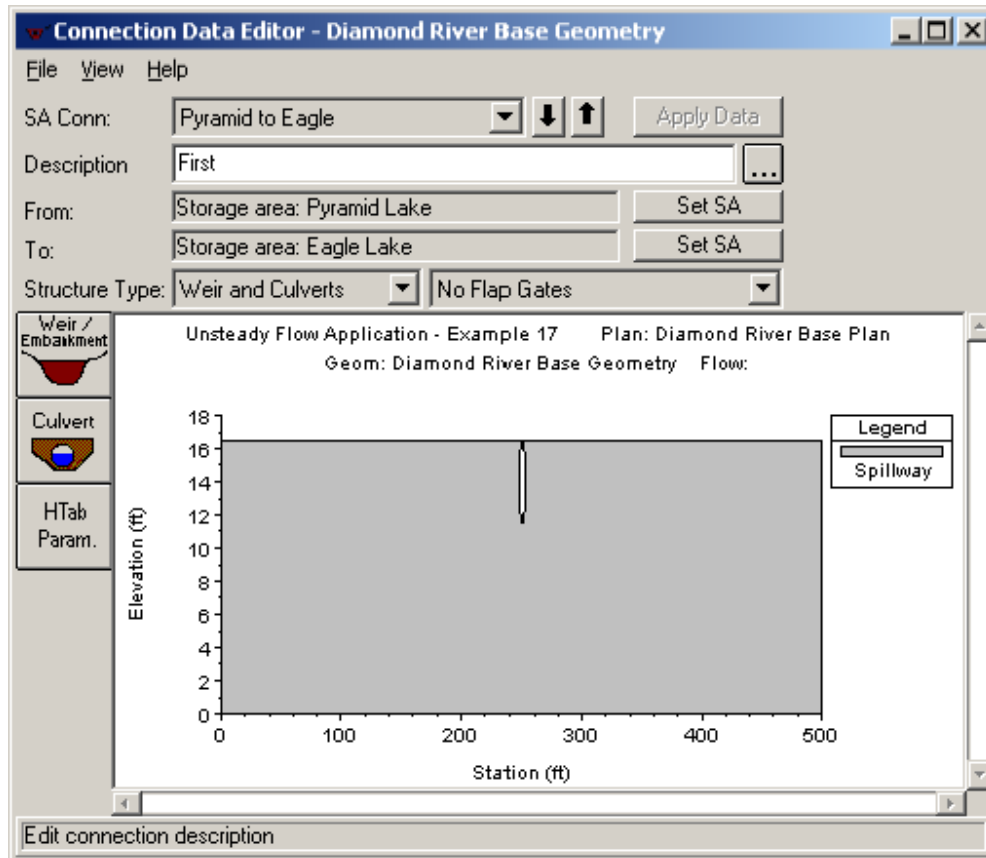 Connection Data Editor - Diamond River Base Geometry
File View Help
SA Conn: Pyramid to Eagle Apply Data
Description First ...
From: Storage area: Pyramid Lake Set SA
To: Storage area: Eagle Lake Set SA
Structure Type: Weir and Culverts No Flap Gates
Weir /
Embankment
Culvert
HTab
Param.
Unsteady Flow Application - Example 17 Plan: Diamond River Base Plan
Geom: Diamond River Base Geometry Flow:
Elevation (ft)
18
16
14
12
10
8
6
4
2
0
0 100 200 300 400 500
Station (ft)
Legend
Spillway
Edit connection description